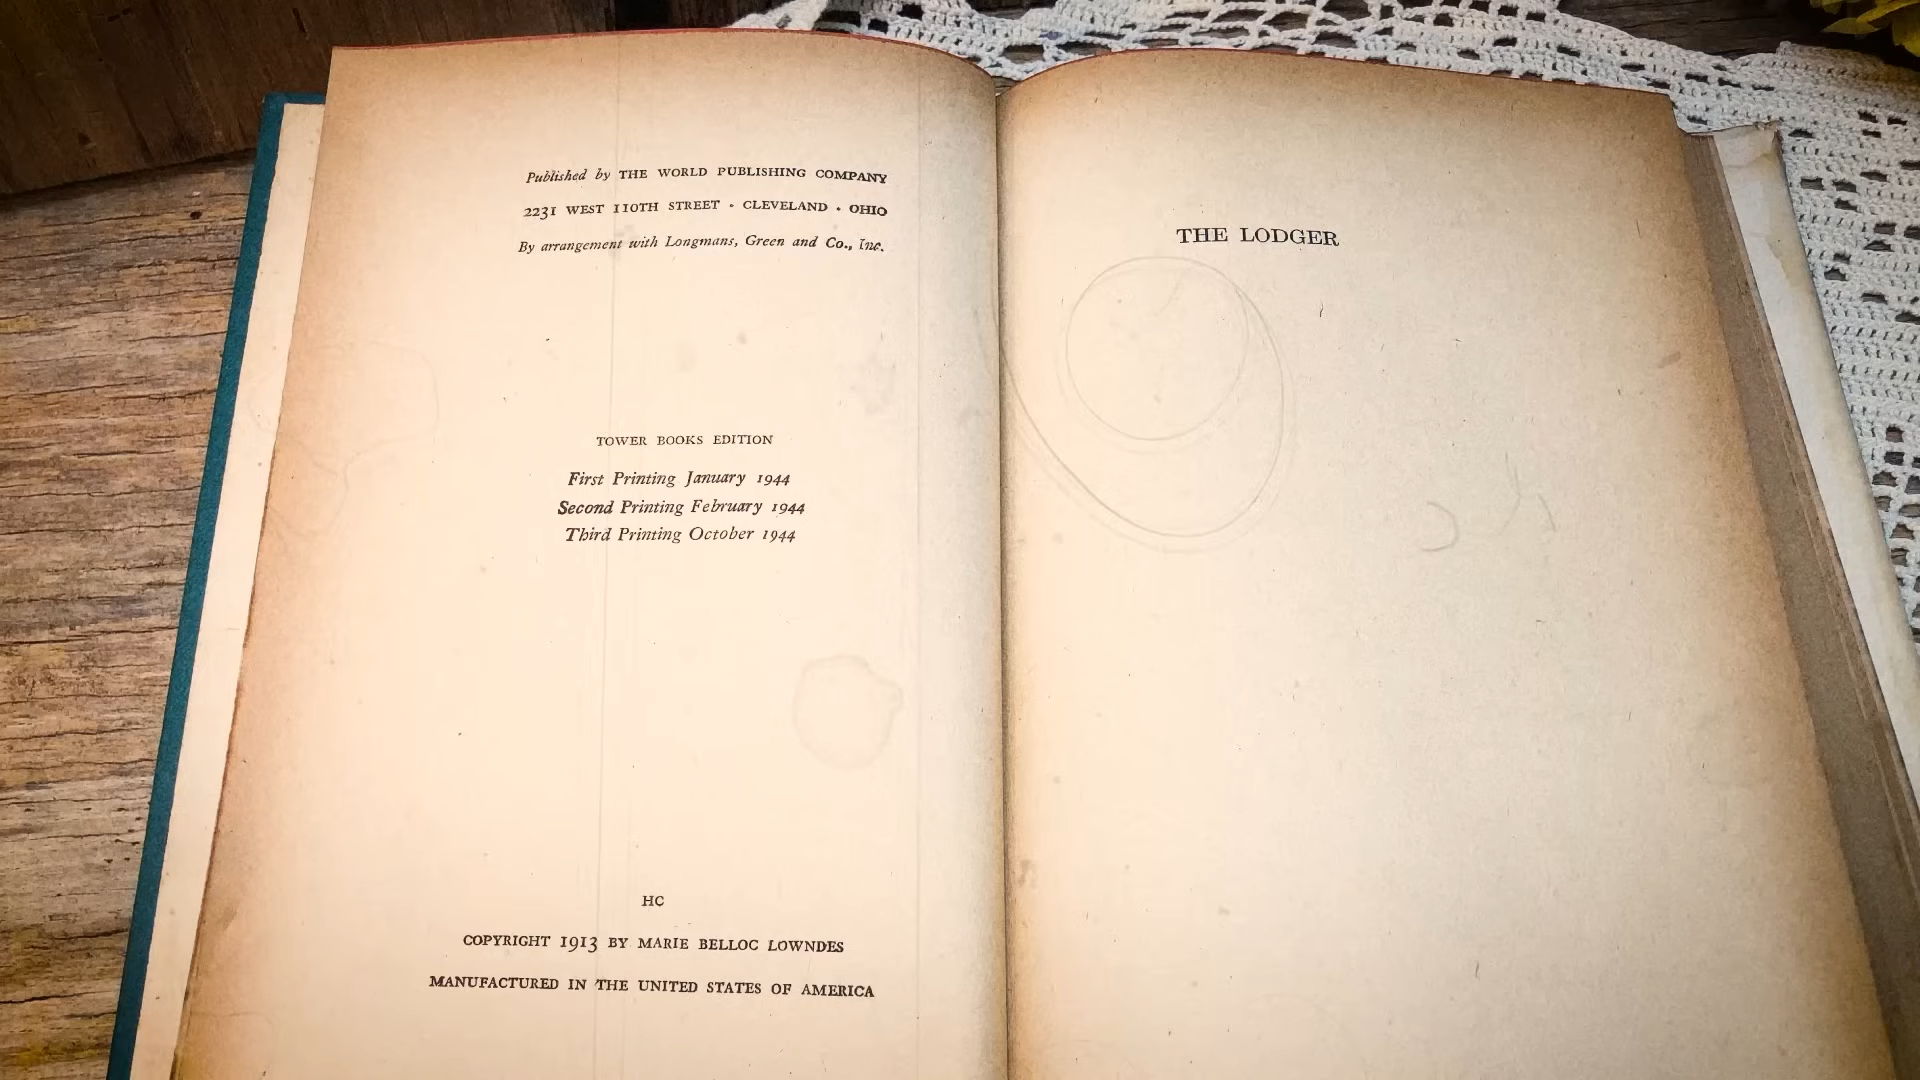 Published by THE WORLD PUBLISHING COMPANY
2231 WEST 110TH STREET · CLEVELAND · OHIO
By arrangement with Longmans, Green and Co., Inc.
TOWER BOOKS EDITION
First Printing January 1944
Second Printing February 1944
Third Printing October 1944
HC
COPYRIGHT 1913 BY MARIE BELLOC LOWNDES
MANUFACTURED IN THE UNITED STATES OF AMERICA
THE LODGER